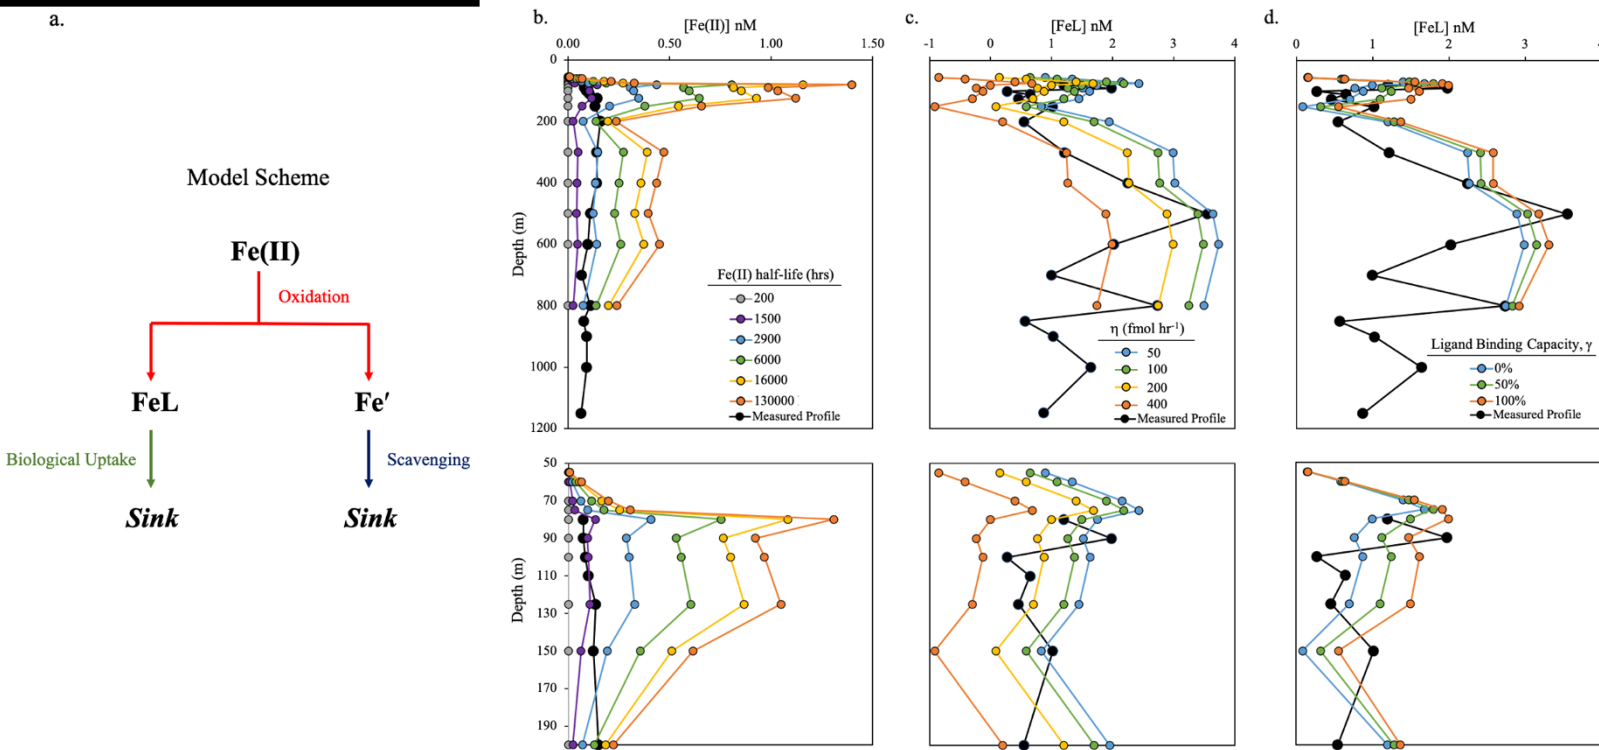 a.
Model Scheme
Fe(II)
Oxidation
FeL
Fe′
Biological Uptake
Scavenging
Sink
Sink
b.
[Fe(II)] nM
0.00 0.50 1.00 1.50
0
200
400
600
800
1000
1200
Depth (m)
Fe(II) half-life (hrs)
200
1500
2900
6000
16000
130000
Measured Profile
50
70
90
110
130
150
170
190
Depth (m)
c.
[FeL] nM
-1 0 1 2 3 4
η (fmol hr-1)
50
100
200
400
Measured Profile
d.
[FeL] nM
0 1 2 3 4
Ligand Binding Capacity, γ
0%
50%
100%
Measured Profile